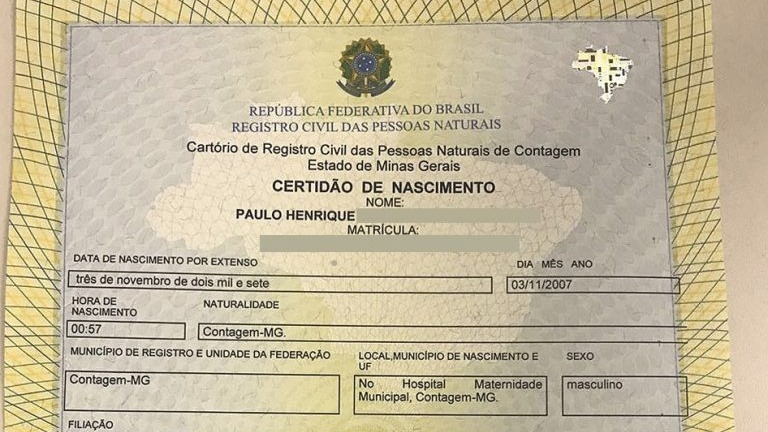 REPÚBLICA FEDERATIVA DO BRASIL
REGISTRO CIVIL DAS PESSOAS NATURAIS
Cartório de Registro Civil das Pessoas Naturais de Contagem
Estado de Minas Gerais
CERTIDÃO DE NASCIMENTO
NOME:
PAULO HENRIQUE
MATRÍCULA:
DATA DE NASCIMENTO POR EXTENSO
DIA MÊS ANO
três de novembro de dois mil e sete
03/11/2007
HORA DE
NASCIMENTO
NATURALIDADE
00:57
Contagem-MG.
MUNICÍPIO DE REGISTRO E UNIDADE DA FEDERAÇÃO
LOCAL,MUNICÍPIO DE NASCIMENTO E
UF
SEXO
Contagem-MG
No Hospital Maternidade
Municipal, Contagem-MG.
masculino
FILIAÇÃO